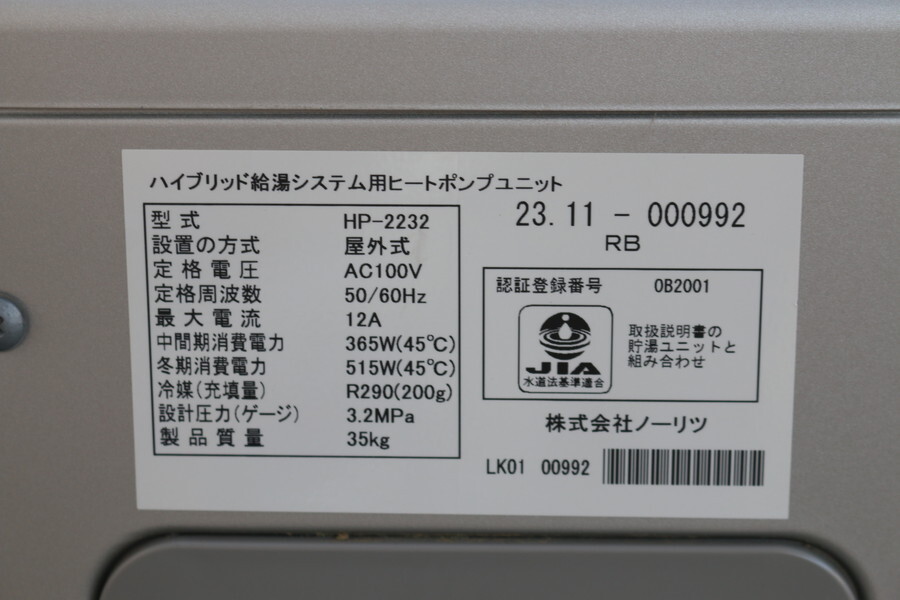 ハイブリッド給湯システム用ヒートポンプユニット
型式 HP-2232
設置の方式 屋外式
定格電圧 AC100V
定格周波数 50/60Hz
最大電流 12A
中間期消費電力 365W(45℃)
冬期消費電力 515W(45℃)
冷媒(充填量) R290(200g)
設計圧力(ゲージ) 3.2MPa
製品質量 35kg
23.11 - 000992
RB
認証登録番号 0B2001
JIA
水道法基準適合
取扱説明書の
貯湯ユニットと
組み合わせ
株式会社ノーリツ
LK01 00992